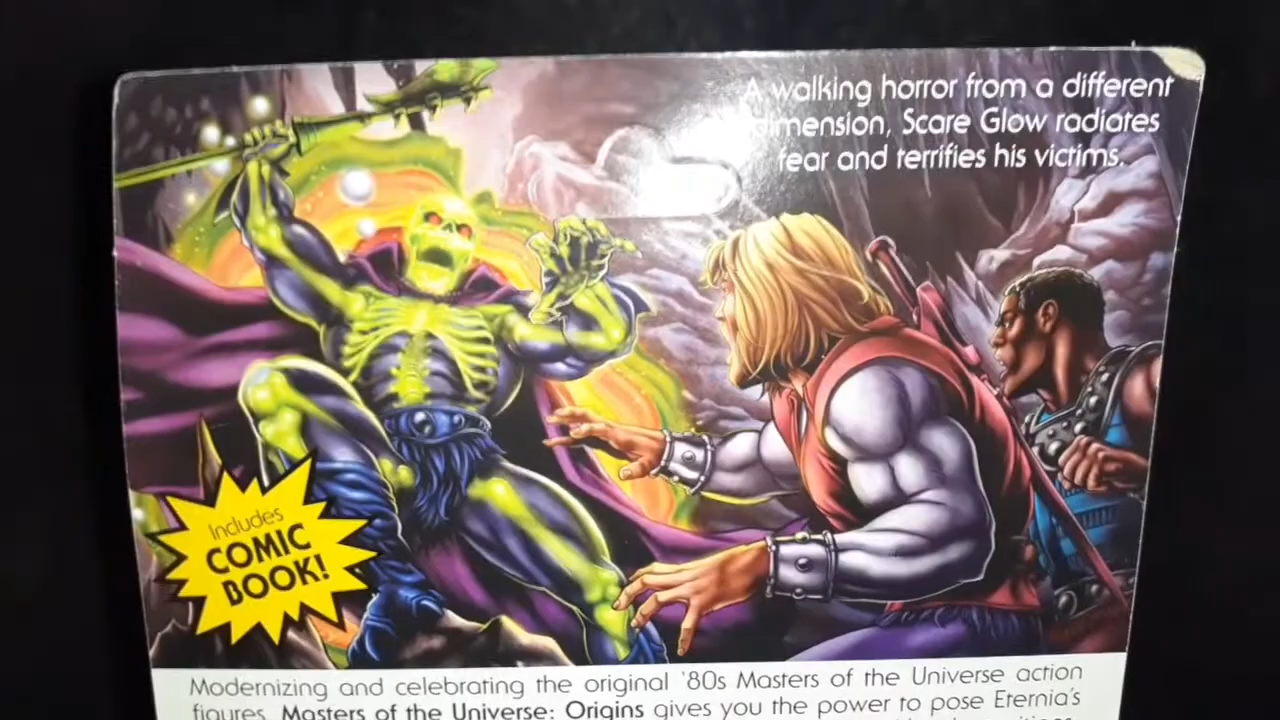 A walking horror from a different
dimension, Scare Glow radiates
fear and terrifies his victims.
Includes
COMIC
BOOK!
Modernizing and celebrating the original '80s Masters of the Universe action
figures, Masters of the Universe: Origins gives you the power to pose Eternia's